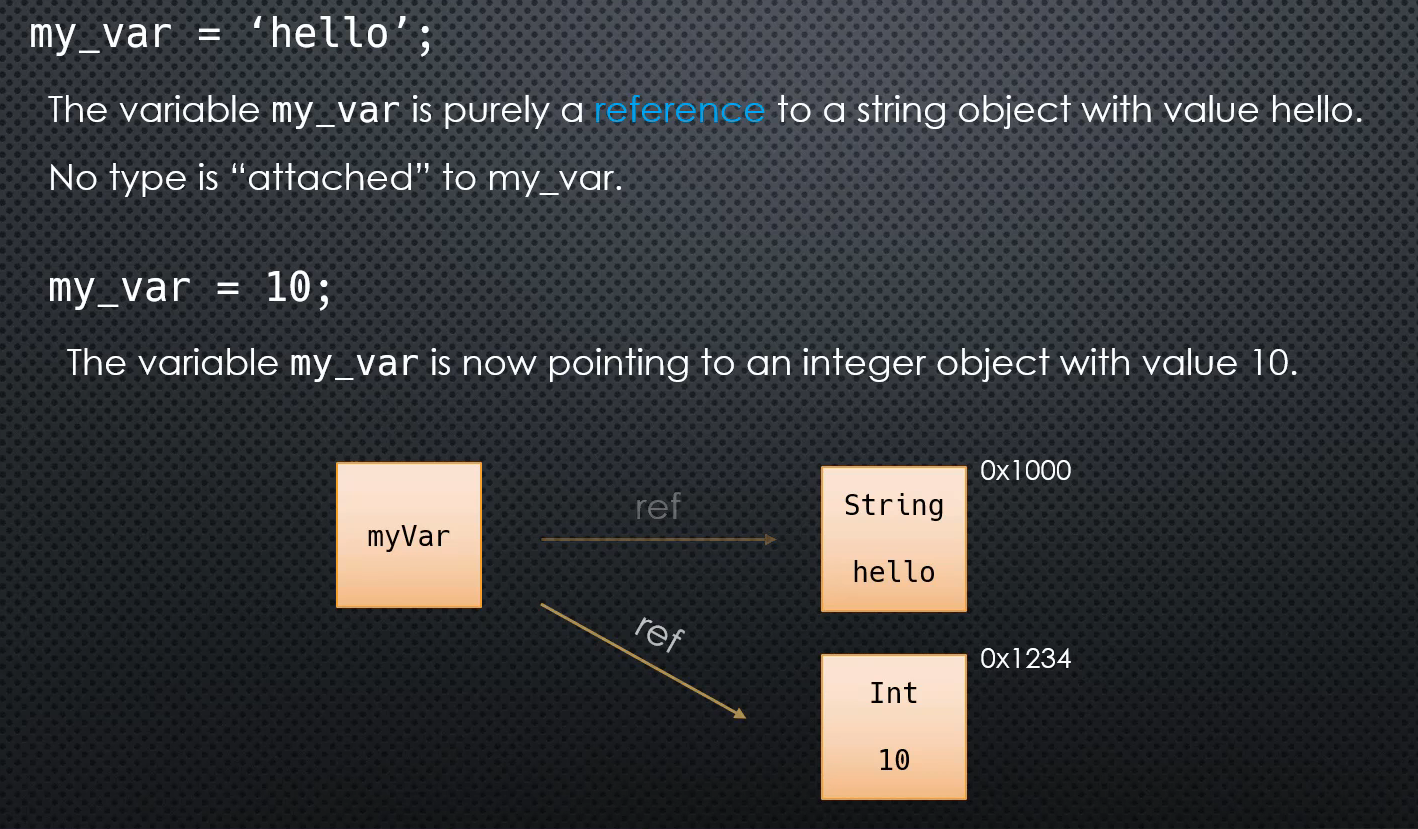 my_var = ‘hello’;
The variable my_var is purely a reference to a string object with value hello.
No type is “attached” to my_var.
my_var = 10;
The variable my_var is now pointing to an integer object with value 10.
myVar
ref
ref
0x1000
String
hello
0x1234
Int
10